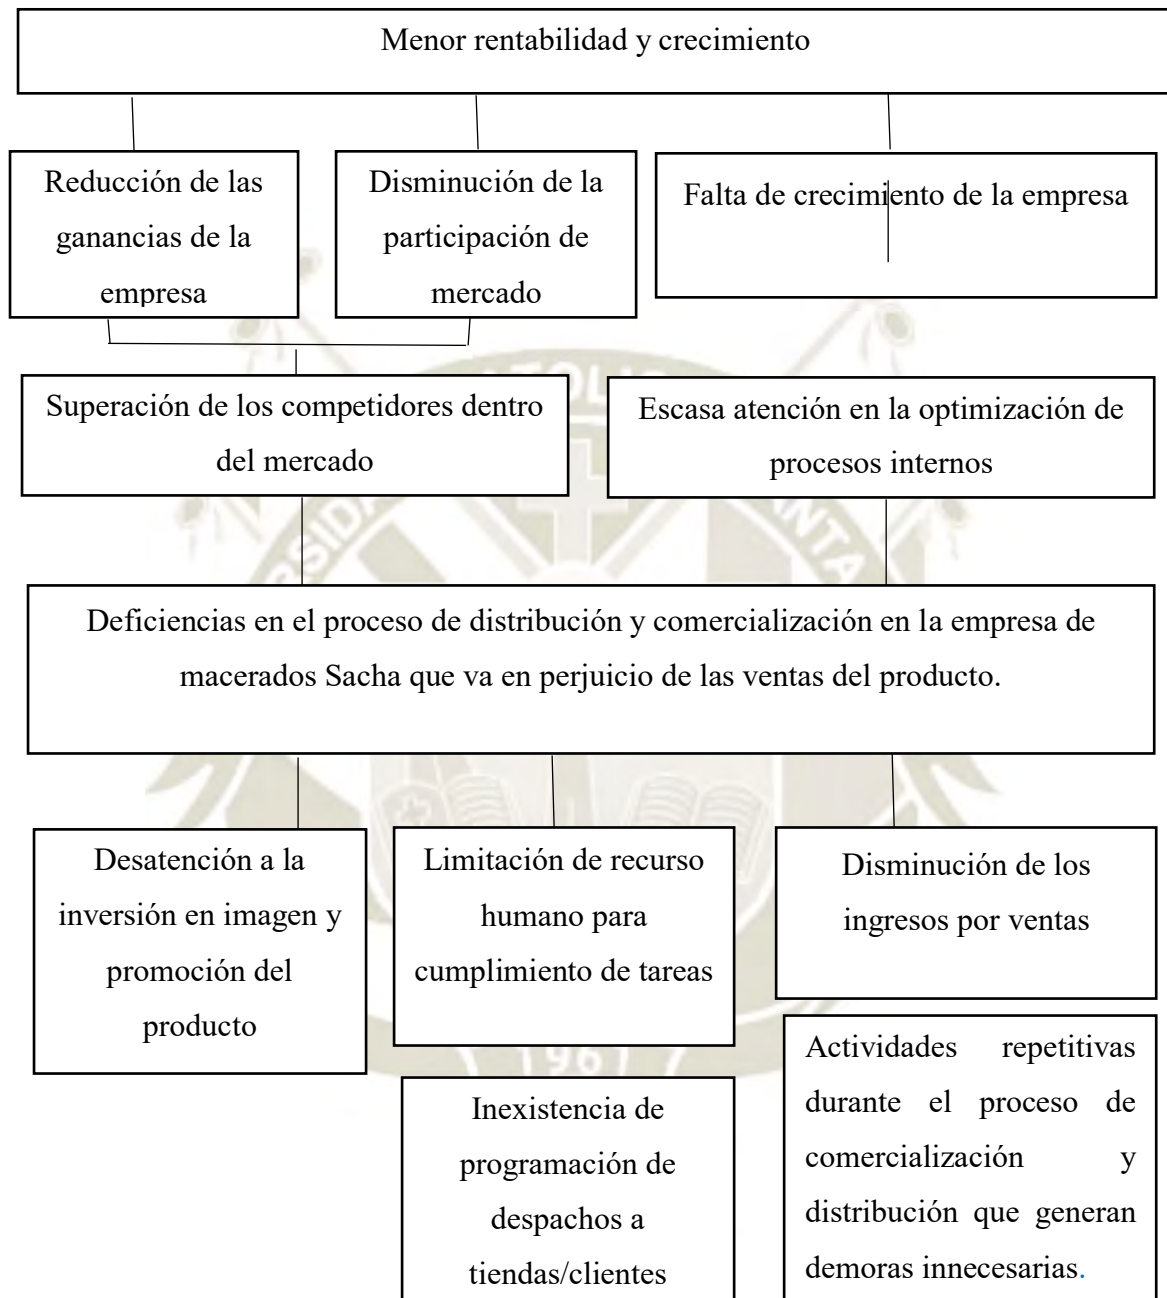 Menor rentabilidad y crecimiento
Reducción de las
ganancias de la
empresa
Disminución de la
participación de
mercado
Falta de crecimiento de la empresa
Superación de los competidores dentro
del mercado
Escasa atención en la optimización de
procesos internos
Deficiencias en el proceso de distribución y comercialización en la empresa de
macerados Sacha que va en perjuicio de las ventas del producto.
Desatención a la
inversión en imagen y
promoción del
producto
Limitación de recurso
humano para
cumplimiento de tareas
Disminución de los
ingresos por ventas
Inexistencia de
programación de
despachos a
tiendas/clientes
Actividades repetitivas
durante el proceso de
comercialización y
distribución que generan
demoras innecesarias.